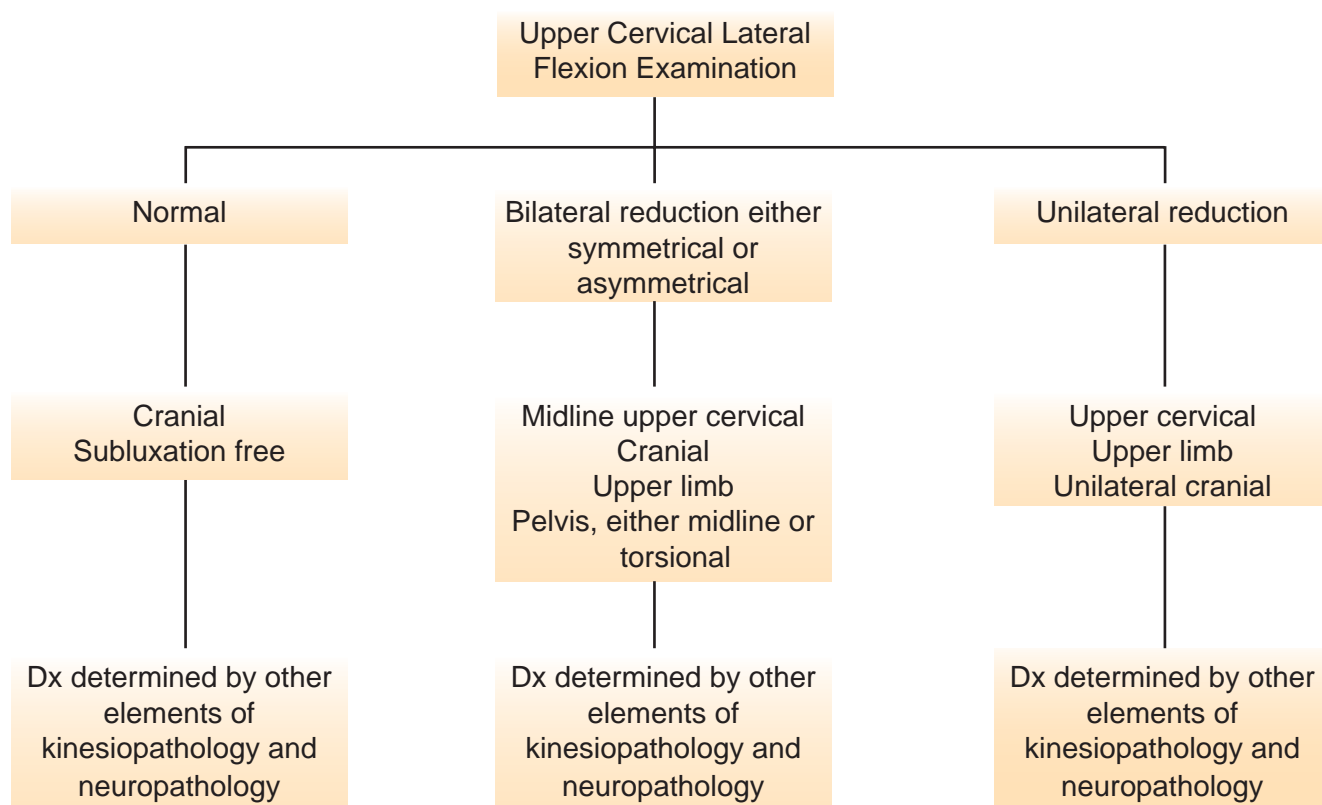 Upper Cervical Lateral
Flexion Examination
Normal
Bilateral reduction either
symmetrical or
asymmetrical
Unilateral reduction
Cranial
Subluxation free
Midline upper cervical
Cranial
Upper limb
Pelvis, either midline or
torsional
Upper cervical
Upper limb
Unilateral cranial
Dx determined by other
elements of
kinesiopathology and
neuropathology
Dx determined by other
elements of
kinesiopathology and
neuropathology
Dx determined by other
elements of
kinesiopathology and
neuropathology